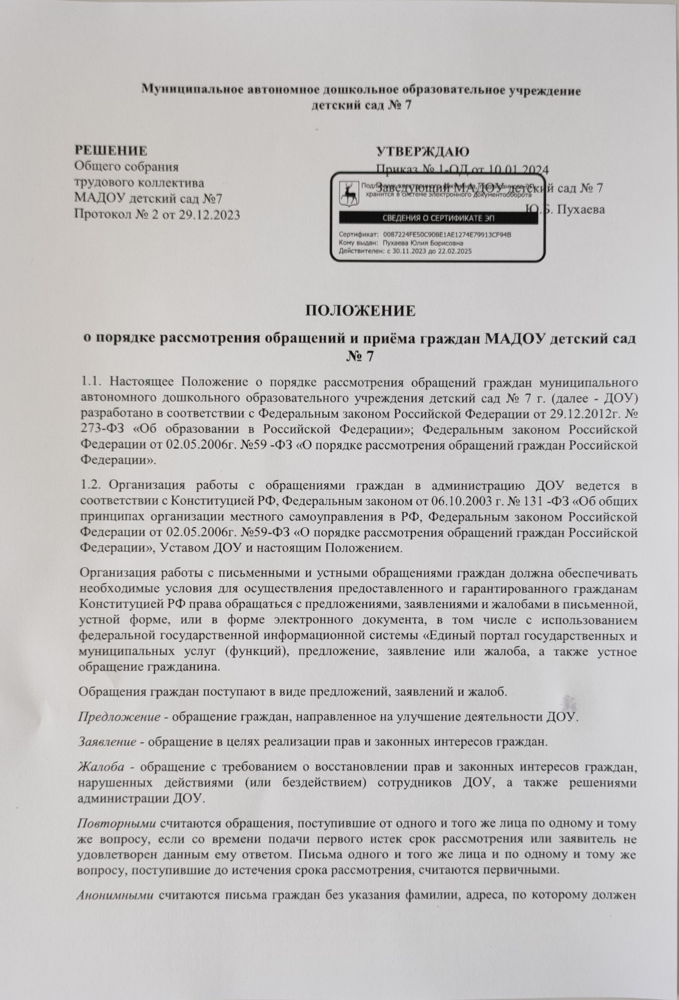 Муниципальное автономное дошкольное образовательное учреждение
детский сад № 7
РЕШЕНИЕ
Общего собрания
трудового коллектива
МАДОУ детский сад №7
Протокол № 2 от 29.12.2023
УТВЕРЖДАЮ
Приказ № 1-ОД от 10.01.2024
Заведующий МАДОУ детский сад № 7
Ю.Б. Пухаева
Подлинник электронного документа, подписанного ЭП,
хранится в системе электронного документооборота
СВЕДЕНИЯ О СЕРТИФИКАТЕ ЭП
Сертификат: 0087224FE50C908E1AE1274E79913CF94B
Кому выдан: Пухаева Юлия Борисовна
Действителен: с 30.11.2023 до 22.02.2025
ПОЛОЖЕНИЕ
о порядке рассмотрения обращений и приёма граждан МАДОУ детский сад
№ 7
1.1. Настоящее Положение о порядке рассмотрения обращений граждан муниципального
автономного дошкольного образовательного учреждения детский сад № 7 г. (далее - ДОУ)
разработано в соответствии с Федеральным законом Российской Федерации от 29.12.2012г. №
273-ФЗ «Об образовании в Российской Федерации»; Федеральным законом Российской
Федерации от 02.05.2006г. №59 -ФЗ «О порядке рассмотрения обращений граждан Российской
Федерации».
1.2. Организация работы с обращениями граждан в администрацию ДОУ ведется в
соответствии с Конституцией РФ, Федеральным законом от 06.10.2003 г. № 131 -ФЗ «Об общих
принципах организации местного самоуправления в РФ, Федеральным законом Российской
Федерации от 02.05.2006г. №59-ФЗ «О порядке рассмотрения обращений граждан Российской
Федерации», Уставом ДОУ и настоящим Положением.
Организация работы с письменными и устными обращениями граждан должна обеспечивать
необходимые условия для осуществления предоставленного и гарантированного гражданам
Конституцией РФ права обращаться с предложениями, заявлениями и жалобами в письменной,
устной форме, или в форме электронного документа, в том числе с использованием
федеральной государственной информационной системы «Единый портал государственных и
муниципальных услуг (функций), предложение, заявление или жалоба, а также устное
обращение гражданина.
Обращения граждан поступают в виде предложений, заявлений и жалоб.
Предложение - обращение граждан, направленное на улучшение деятельности ДОУ.
Заявление - обращение в целях реализации прав и законных интересов граждан.
Жалоба - обращение с требованием о восстановлении прав и законных интересов граждан,
нарушенных действиями (или бездействием) сотрудников ДОУ, а также решениями
администрации ДОУ.
Повторными считаются обращения, поступившие от одного и того же лица по одному и тому
же вопросу, если со времени подачи первого истек срок рассмотрения или заявитель не
удовлетворен данным ему ответом. Письма одного и того же лица и по одному и тому же
вопросу, поступившие до истечения срока рассмотрения, считаются первичными.
Анонимными считаются письма граждан без указания фамилии, адреса, по которому должен